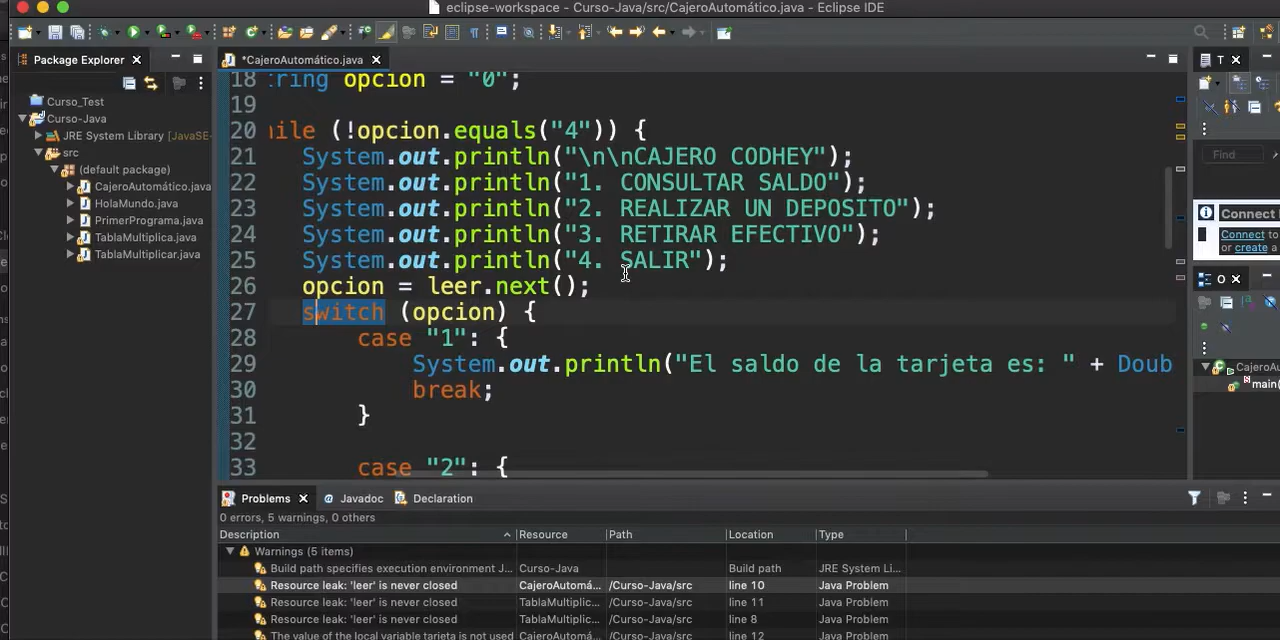 eclipse-workspace - Curso-Java/src/CajeroAutomático.java - Eclipse IDE
Package Explorer
*CajeroAutomático.java
T
Curso_Test
Curso-Java
JRE System Library [JavaSE-
src
(default package)
CajeroAutomático.java
HolaMundo.java
PrimerPrograma.java
TablaMultiplica.java
TablaMultiplicar.java
18 ring opcion = "0";
19
20 ile (!opcion.equals("4")) {
21 System.out.println("\n\nCAJERO CODHEY");
22 System.out.println("1. CONSULTAR SALDO");
23 System.out.println("2. REALIZAR UN DEPOSITO");
24 System.out.println("3. RETIRAR EFECTIVO");
25 System.out.println("4. SALIR");
26 opcion = leer.next();
27 switch (opcion) {
28 case "1": {
29 System.out.println("El saldo de la tarjeta es: " + Doub
30 break;
31 }
32
33 case "2": {
Find
Connect
Connect to
or create a
O
CajeroAu
main(
Problems Javadoc Declaration
0 errors, 5 warnings, 0 others
Description Resource Path Location Type
Warnings (5 items)
Build path specifies execution environment J... Curso-Java Build path JRE System Li...
Resource leak: 'leer' is never closed CajeroAutomá... /Curso-Java/src line 10 Java Problem
Resource leak: 'leer' is never closed TablaMultiplic... /Curso-Java/src line 11 Java Problem
Resource leak: 'leer' is never closed TablaMultiplic... /Curso-Java/src line 8 Java Problem
The value of the local variable tarjeta is not used CajeroAutomá... /Curso-Java/src line 12 Java Problem